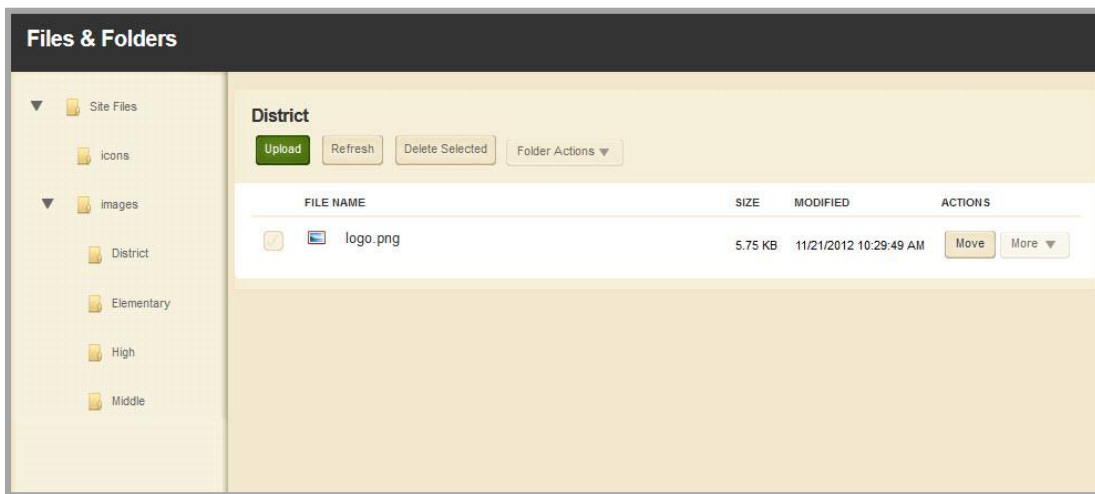 Files & Folders
Site Files
icons
images
District
Elementary
High
Middle
District
Upload Refresh Delete Selected Folder Actions
FILE NAME SIZE MODIFIED ACTIONS
logo.png 5.75 KB 11/21/2012 10:29:49 AM Move More